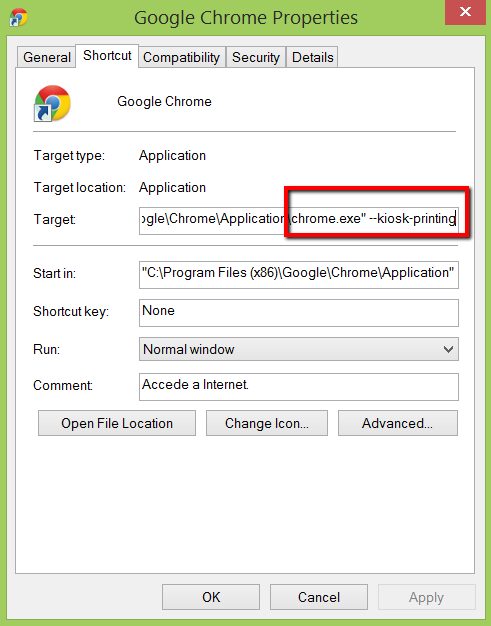 Google Chrome Properties
General Shortcut Compatibility Security Details
Google Chrome
Target type: Application
Target location: Application
Target: ogle\Chrome\Application\chrome.exe" --kiosk-printing
Start in: "C:\Program Files (x86)\Google\Chrome\Application"
Shortcut key: None
Run: Normal window
Comment: Accede a Internet.
Open File Location Change Icon... Advanced...
OK Cancel Apply